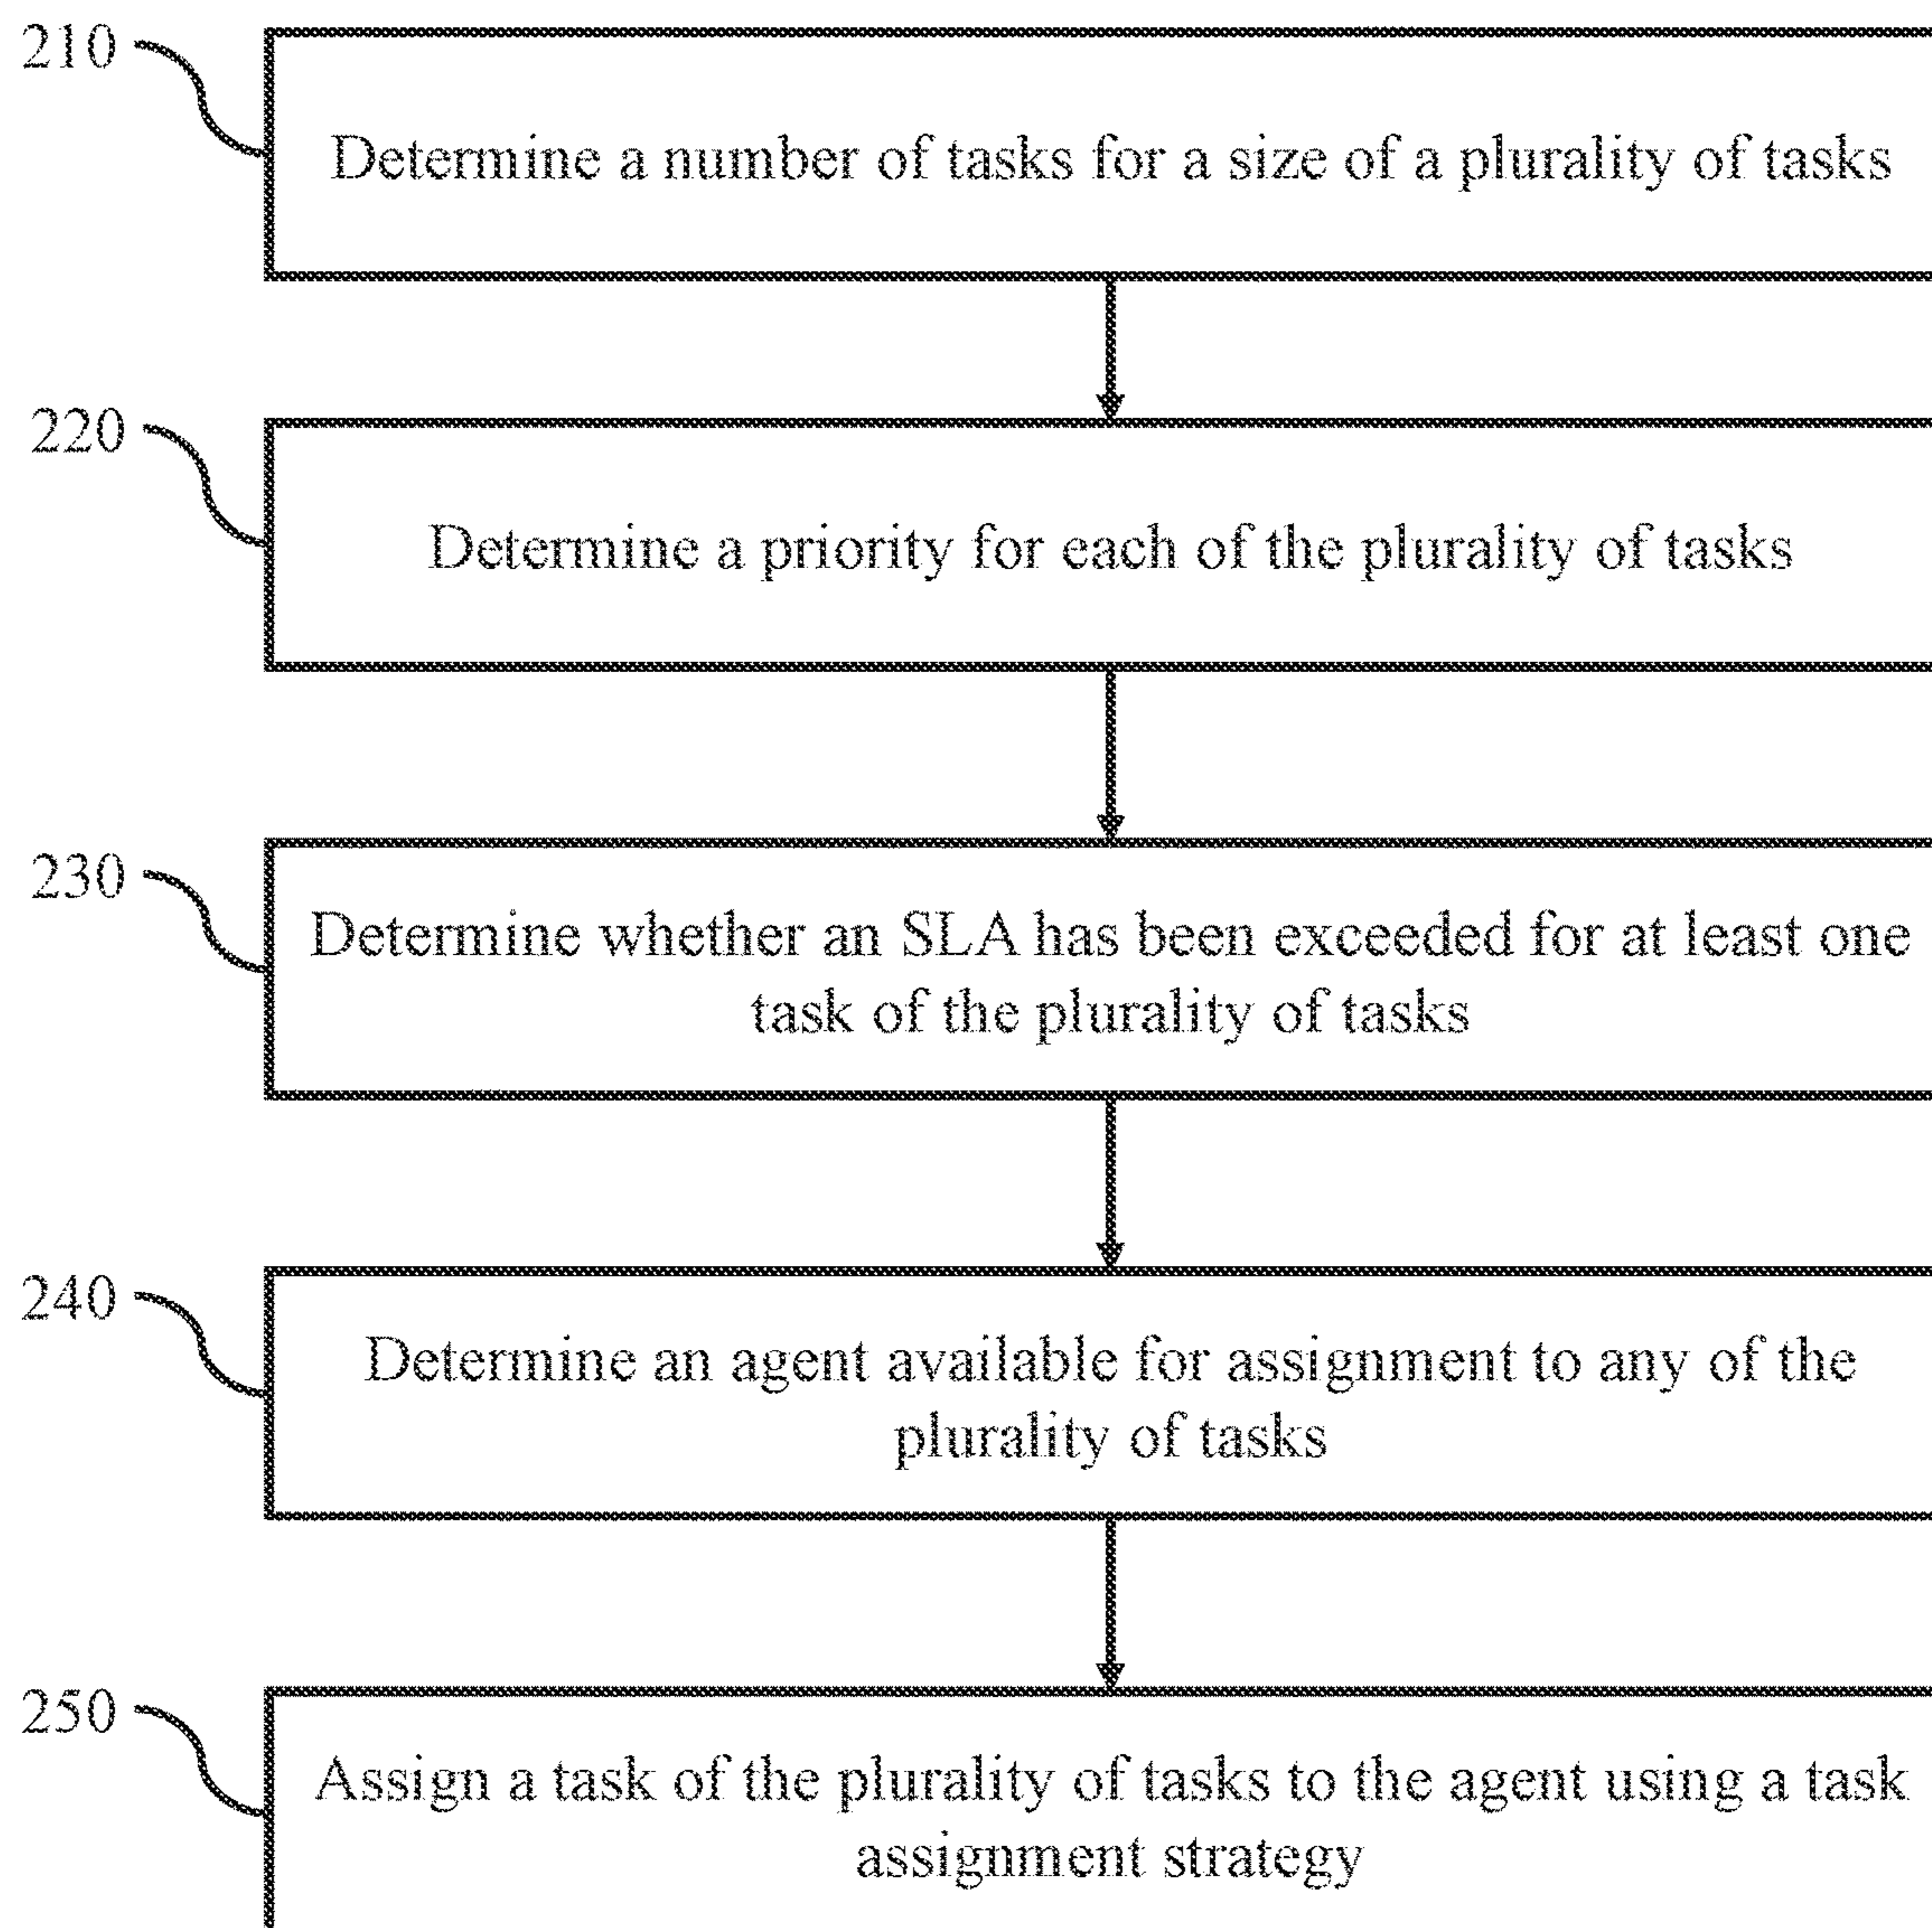 210
Determine a number of tasks for a size of a plurality of tasks
220
Determine a priority for each of the plurality of tasks
230
Determine whether an SLA has been exceeded for at least one
task of the plurality of tasks
240
Determine an agent available for assignment to any of the
plurality of tasks
250
Assign a task of the plurality of tasks to the agent using a task
assignment strategy